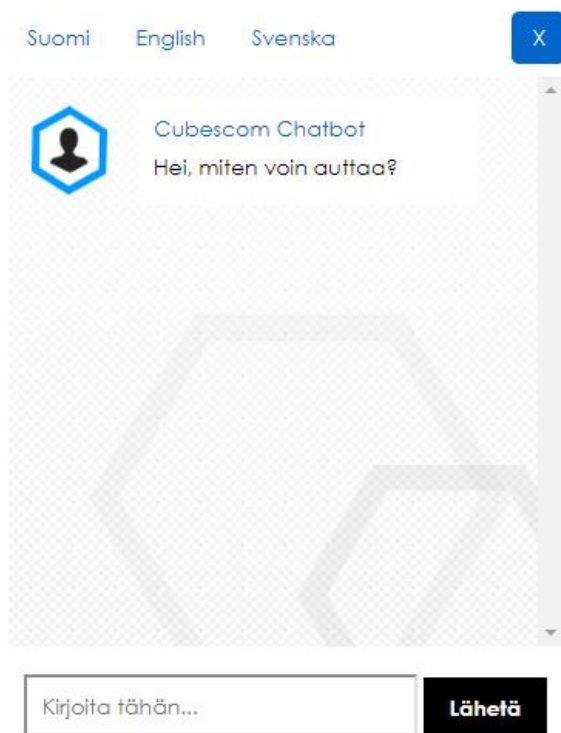 Suomi English Svenska X
Cubescom Chatbot
Hei, miten voin auttaa?
Kirjoita tähän... Lähetä